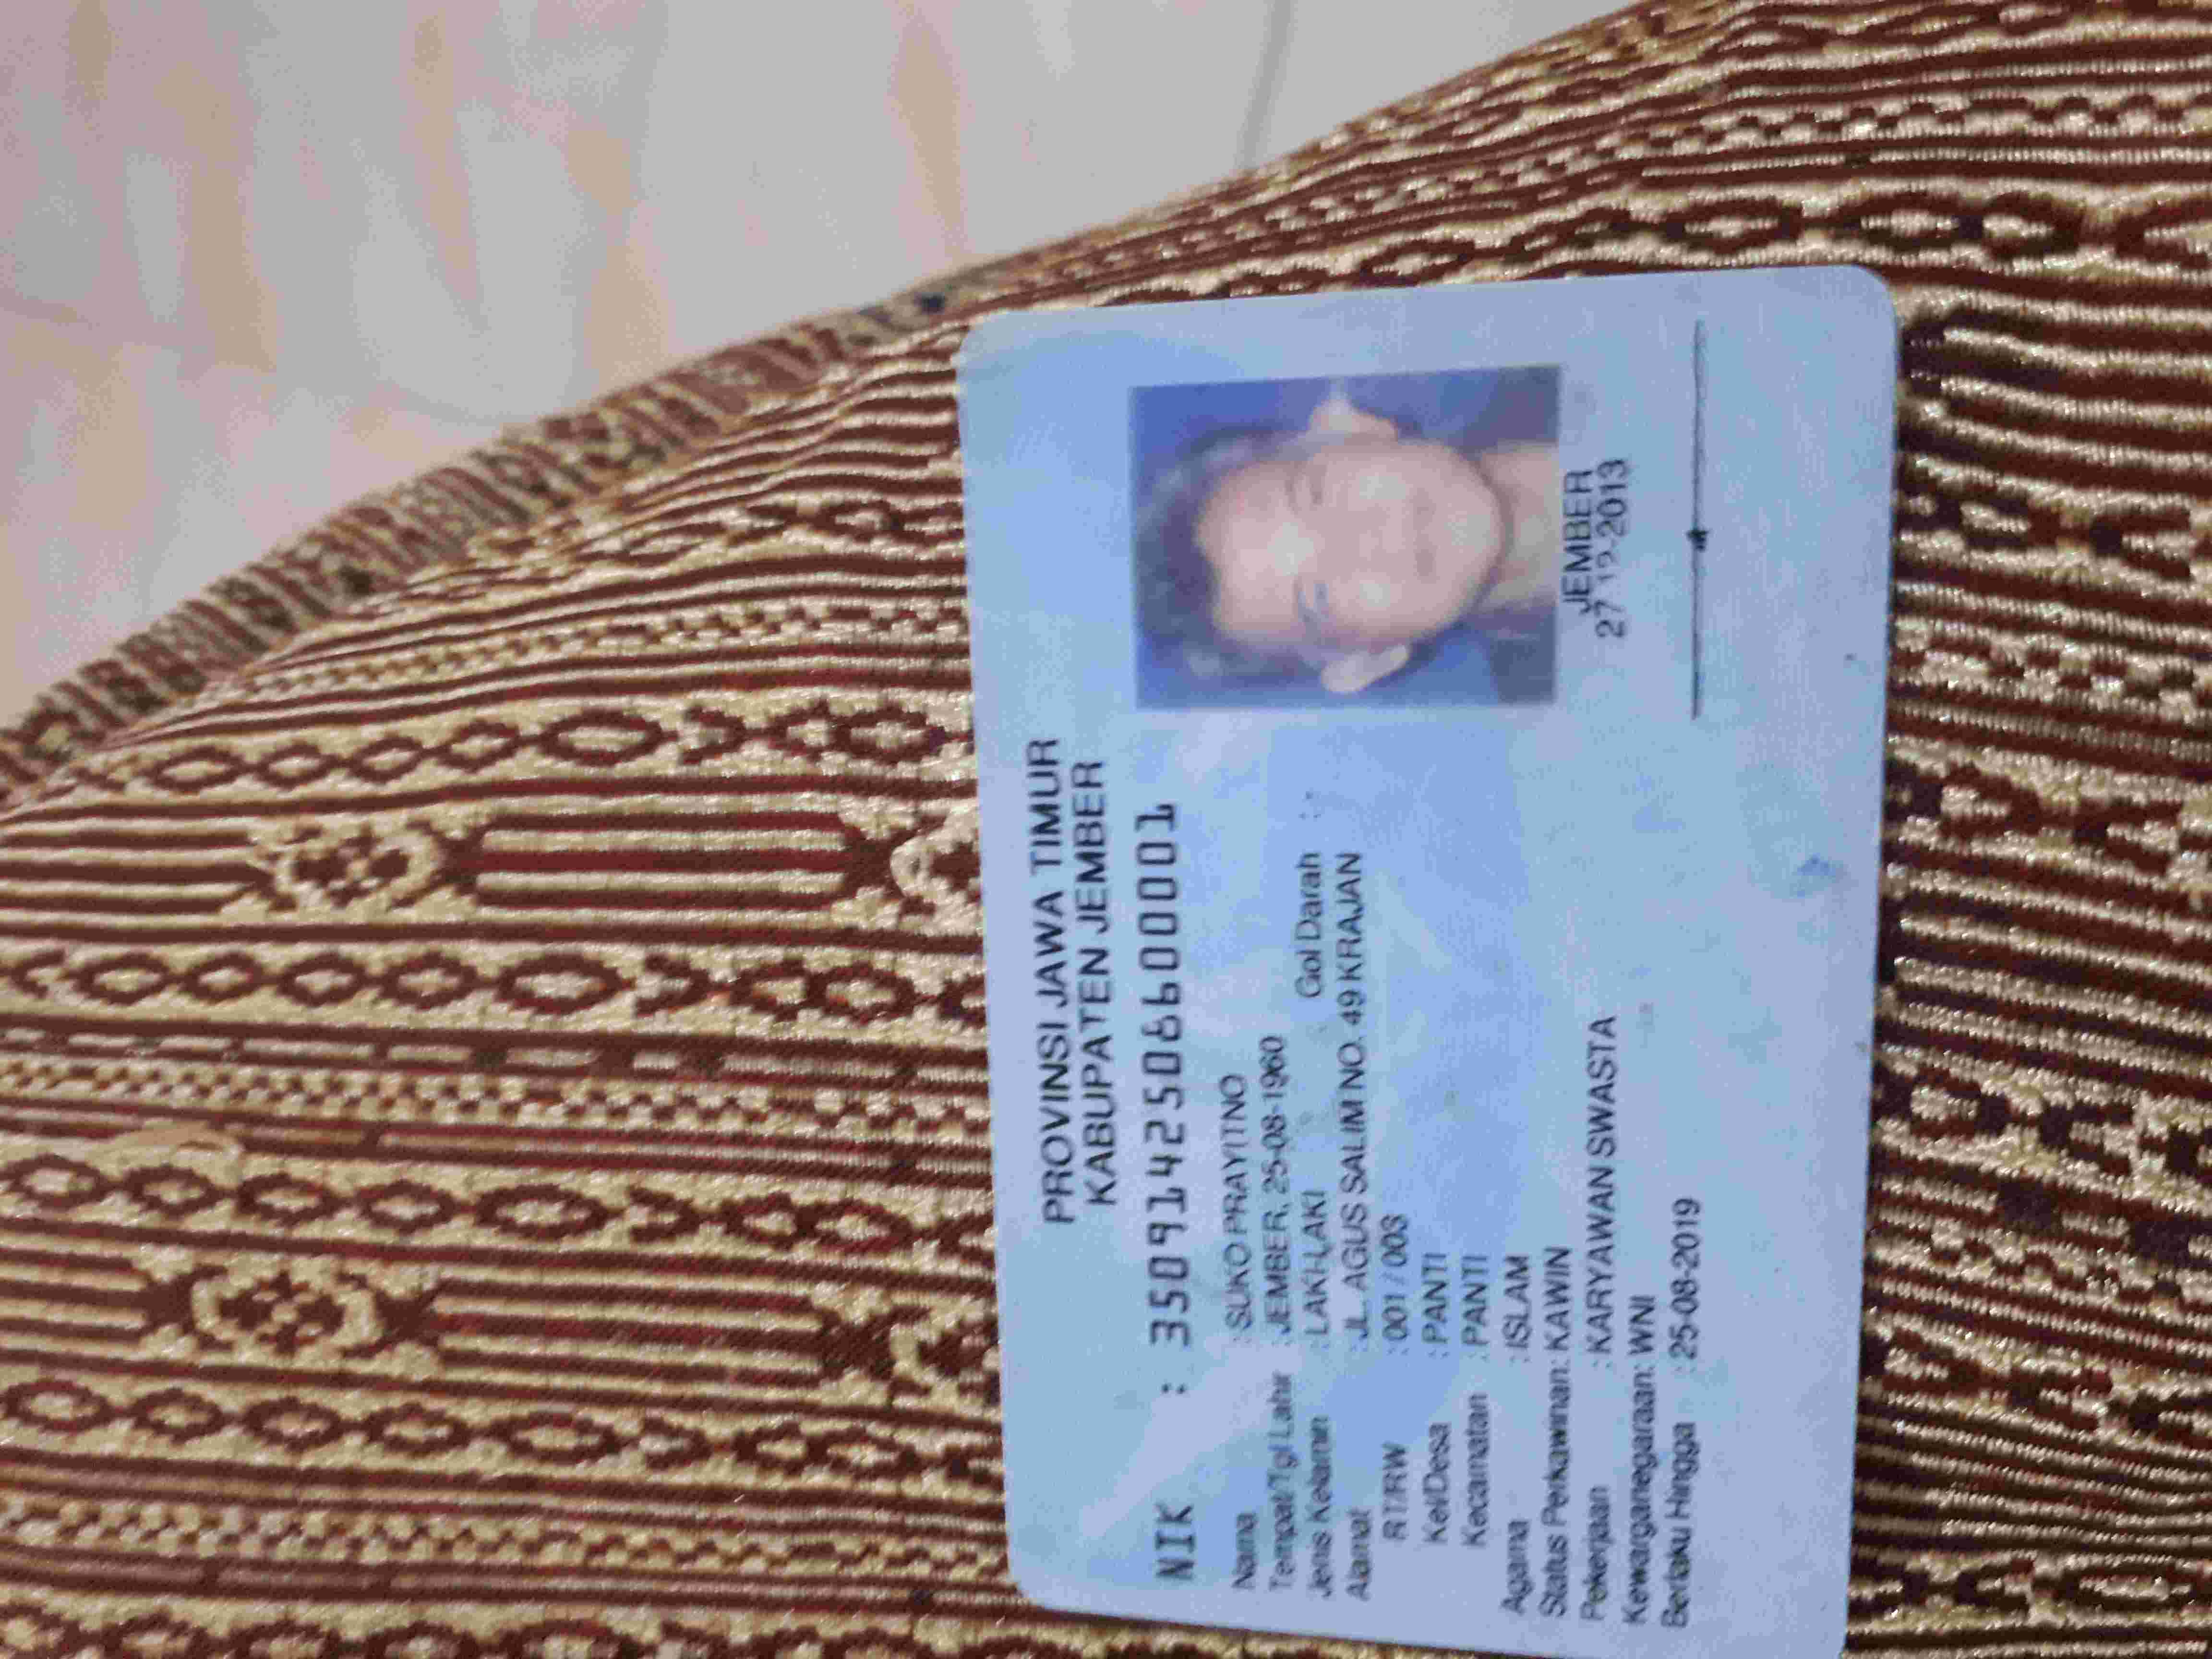 PROVINSI JAWA TIMUR
KABUPATEN JEMBER
NIK : 3509142508600001
Nama : SUKO PRAYITNO
Tempat/Tgl Lahir : JEMBER, 25-08-1960
Jenis Kelamin : LAKI-LAKI Gol Darah : -
Alamat : JL. AGUS SALIM NO. 49 KRAJAN
RT/RW : 001 / 003
Kel/Desa : PANTI
Kecamatan : PANTI
Agama : ISLAM
Status Perkawinan: KAWIN
Pekerjaan : KARYAWAN SWASTA
Kewarganegaraan: WNI
Berlaku Hingga : 25-08-2019
JEMBER
27-12-2013